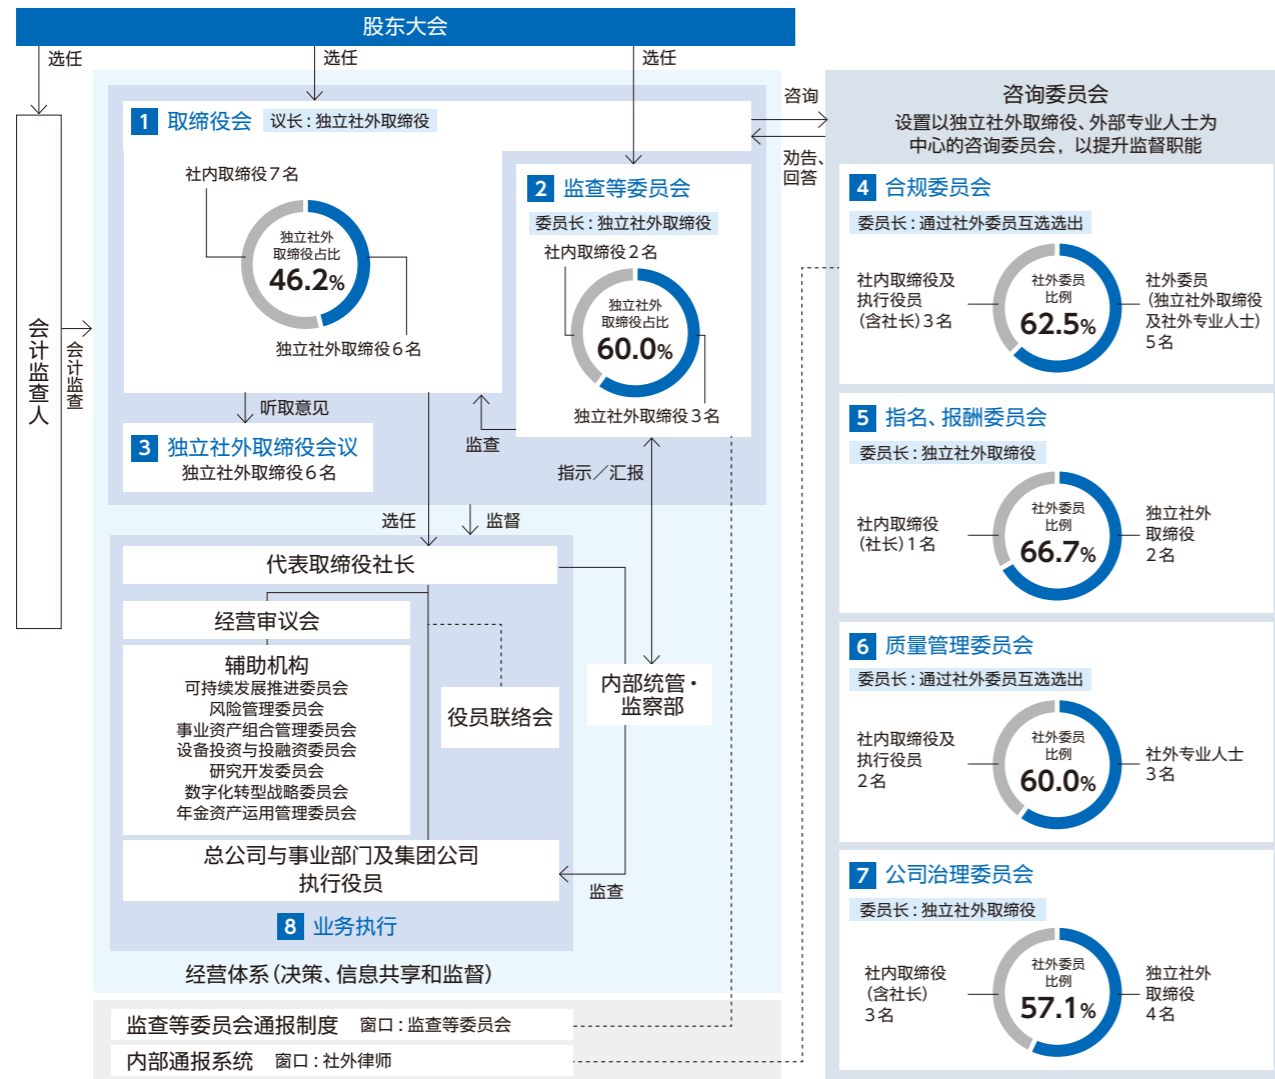 股东大会
选任
选任
选任
1 取缔役会 议长：独立社外取缔役
社内取缔役7名
独立社外
取缔役占比
46.2%
独立社外取缔役6名
2 监查等委员会
委员长：独立社外取缔役
社内取缔役2名
独立社外
取缔役占比
60.0%
独立社外取缔役3名
听取意见
3 独立社外取缔役会议
独立社外取缔役6名
监查
指示／汇报
会计监查人
会计监查
选任
监督
代表取缔役社长
经营审议会
辅助机构
可持续发展推进委员会
风险管理委员会
事业资产组合管理委员会
设备投资与投融资委员会
研究开发委员会
数字化转型战略委员会
年金资产运用管理委员会
役员联络会
内部统管·
监察部
总公司与事业部门及集团公司
执行役员
监查
8 业务执行
经营体系（决策、信息共享和监督）
监查等委员会通报制度 窗口：监查等委员会
内部通报系统 窗口：社外律师
咨询
劝告、
回答
咨询委员会
设置以独立社外取缔役、外部专业人士为
中心的咨询委员会，以提升监督职能
4 合规委员会
委员长：通过社外委员互选选出
社内取缔役及
执行役员
（含社长）3名
社外委员
比例
62.5%
社外委员
（独立社外取缔役
及社外专业人士）
5名
5 指名、报酬委员会
委员长：独立社外取缔役
社内取缔役
（社长）1名
社外委员
比例
66.7%
独立社外
取缔役
2名
6 质量管理委员会
委员长：通过社外委员互选选出
社内取缔役及
执行役员
2名
社外委员
比例
60.0%
社外专业人士
3名
7 公司治理委员会
委员长：独立社外取缔役
社内取缔役
（含社长）
3名
社外委员
比例
57.1%
独立社外
取缔役
4名